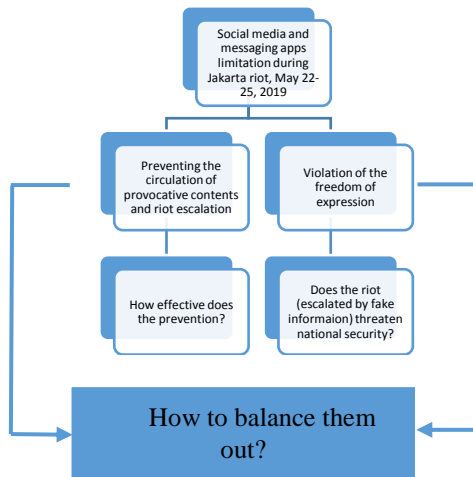 Social media and
messaging apps
limitation during
Jakarta riot, May 22-
25, 2019
Preventing the
circulation of
provocative contents
and riot escalation
Violation of the
freedom of
expression
How effective does
the prevention?
Does the riot
(escalated by fake
informaion) threaten
national security?
How to balance them
out?